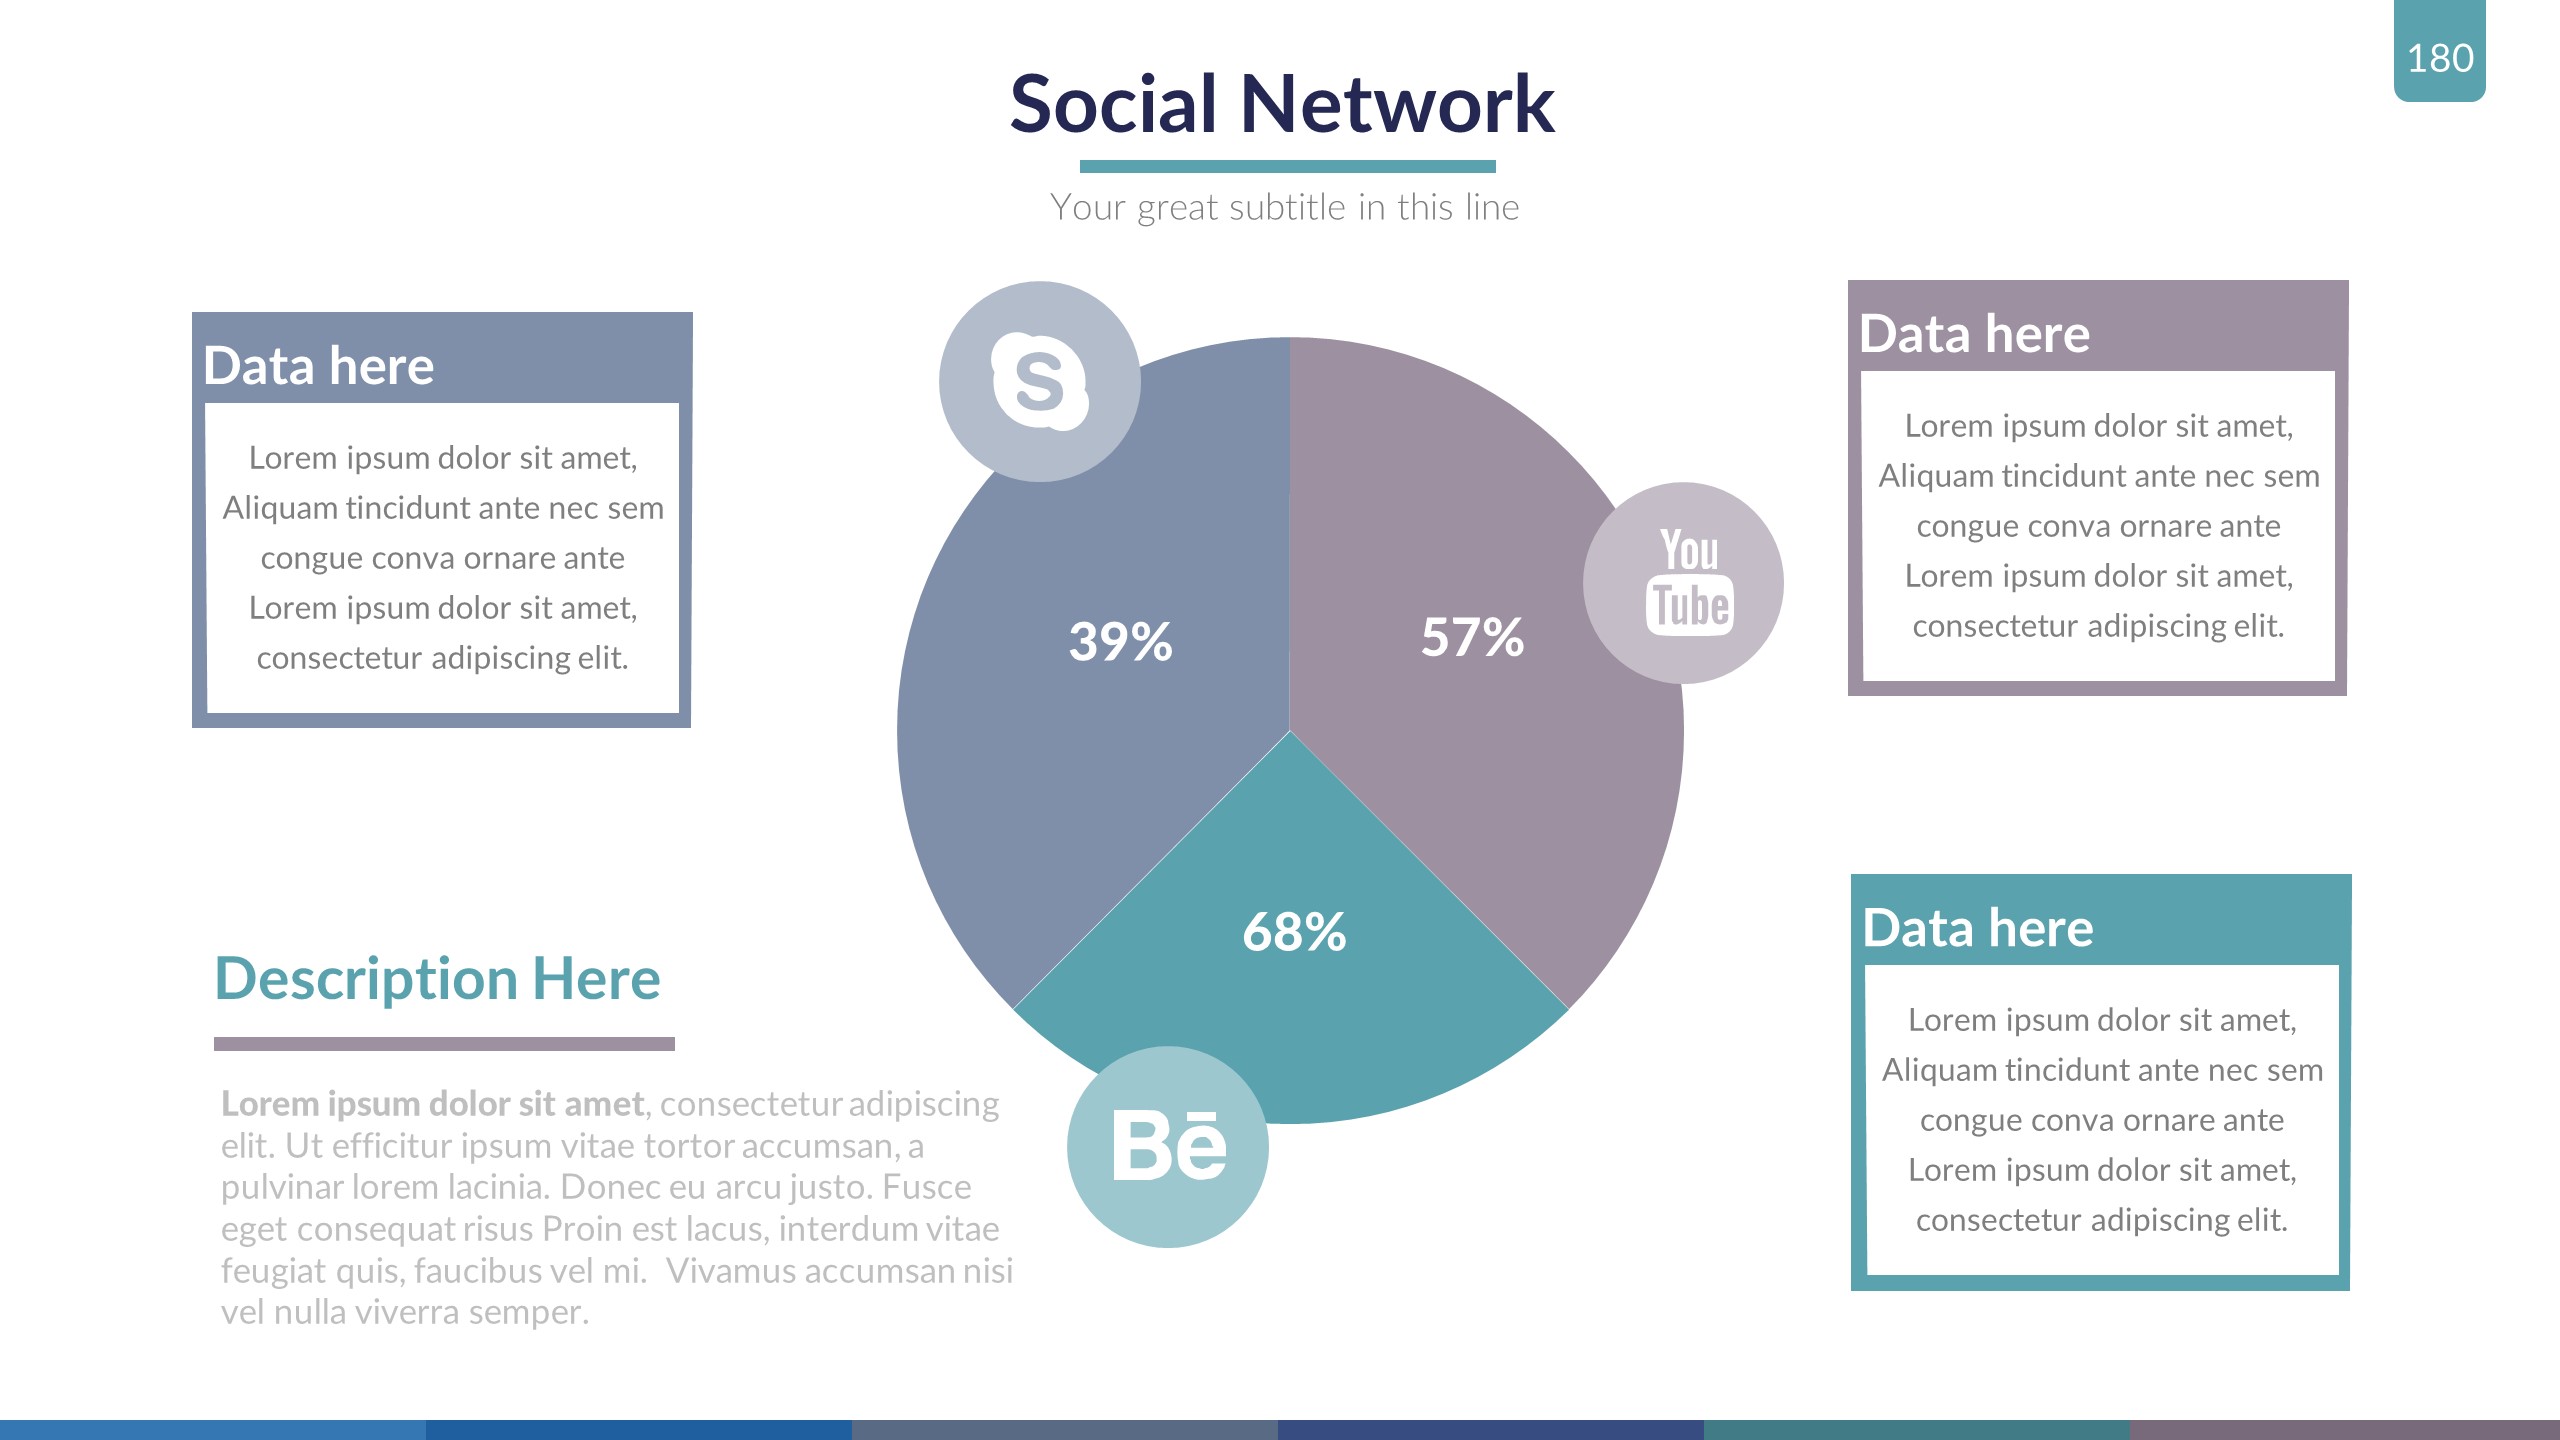 180
Social Network
Your great subtitle in this line
Data here
Lorem ipsum dolor sit amet,
Aliquam tincidunt ante nec sem
congue conva ornare ante
Lorem ipsum dolor sit amet,
consectetur adipiscing elit.
S
39%
57%
You
Tube
68%
Bē
Data here
Lorem ipsum dolor sit amet,
Aliquam tincidunt ante nec sem
congue conva ornare ante
Lorem ipsum dolor sit amet,
consectetur adipiscing elit.
Description Here
Lorem ipsum dolor sit amet, consectetur adipiscing
elit. Ut efficitur ipsum vitae tortor accumsan, a
pulvinar lorem lacinia. Donec eu arcu justo. Fusce
eget consequat risus Proin est lacus, interdum vitae
feugiat quis, faucibus vel mi.  Vivamus accumsan nisi
vel nulla viverra semper.
Data here
Lorem ipsum dolor sit amet,
Aliquam tincidunt ante nec sem
congue conva ornare ante
Lorem ipsum dolor sit amet,
consectetur adipiscing elit.